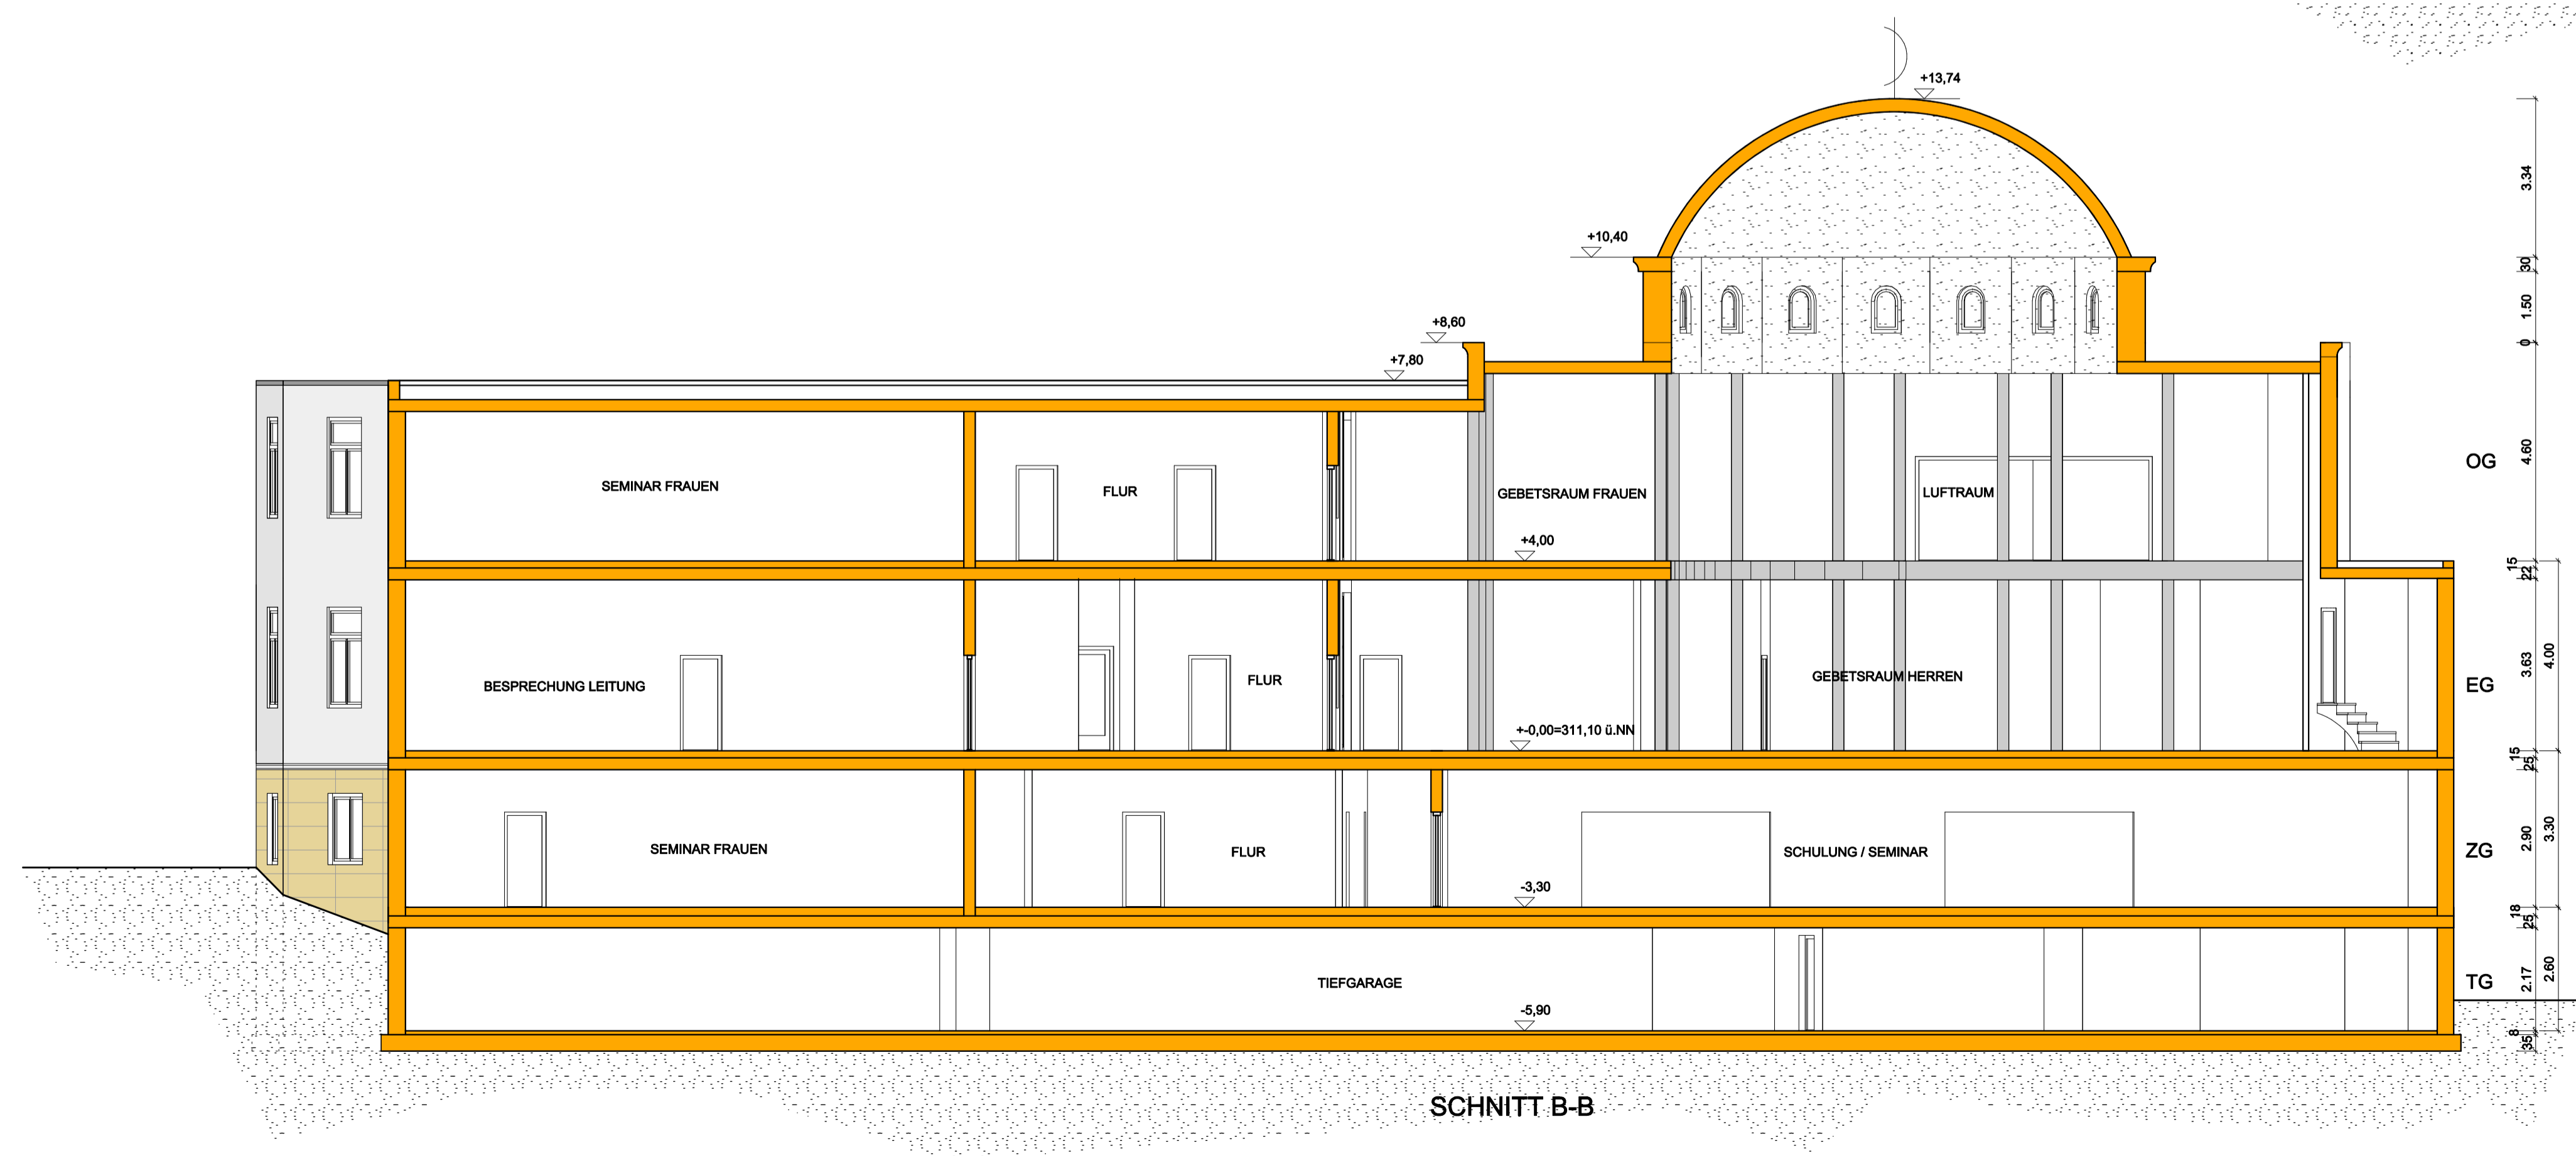 +13,74
3.34
+10,40
30
1.50
+8,60
0
+7,80
OG
4.60
SEMINAR FRAUEN
FLUR
GEBETSRAUM FRAUEN
LUFTRAUM
+4,00
15
22
3.63
4.00
EG
BESPRECHUNG LEITUNG
FLUR
GEBETSRAUM HERREN
+-0,00=311,10 ü.NN
15
25
2.90
3.30
ZG
SEMINAR FRAUEN
FLUR
SCHULUNG / SEMINAR
-3,30
18
25
2.17
2.60
TG
TIEFGARAGE
-5,90
8
35
SCHNITT B-B